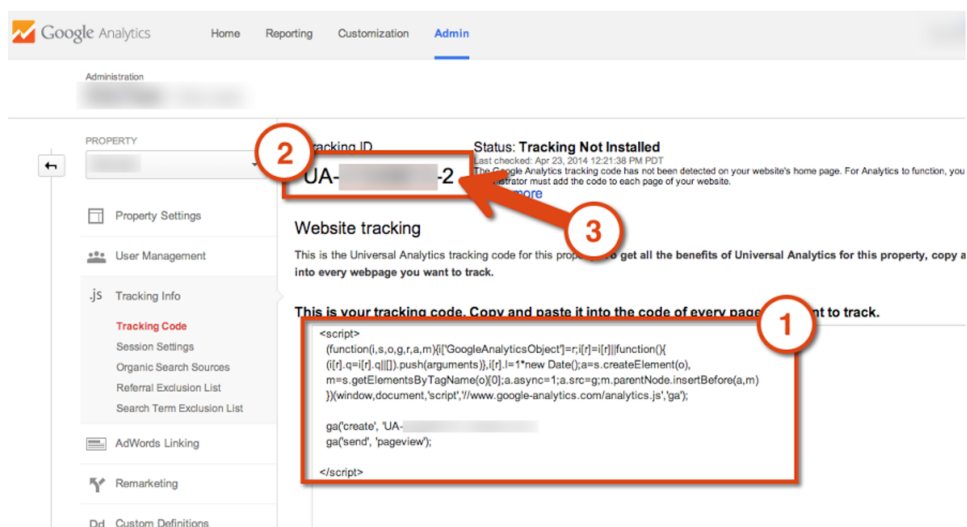 Google Analytics
Home Reporting Customization Admin
Administration
PROPERTY
Property Settings
User Management
.js Tracking Info
Tracking Code
Session Settings
Organic Search Sources
Referral Exclusion List
Search Term Exclusion List
AdWords Linking
Remarketing
Dd Custom Definitions
2
Tracking ID
UA- -2
Status: Tracking Not Installed
Last checked: Apr 23, 2014 12:21:38 PM PDT
The Google Analytics tracking code has not been detected on your website's home page. For Analytics to function, you
must add the code to each page of your website.
more
3
Website tracking
This is the Universal Analytics tracking code for this get all the benefits of Universal Analytics for this property, copy a
into every webpage you want to track.
This is your tracking code. Copy and paste it into the code of every page nt to track.
1
<script>
(function(i,s,o,g,r,a,m){i['GoogleAnalyticsObject']=r;i[r]=i[r]||function(){
(i[r].q=i[r].q||[]).push(arguments)},i[r].l=1*new Date();a=s.createElement(o),
m=s.getElementsByTagName(o)[0];a.async=1;a.src=g;m.parentNode.insertBefore(a,m)
})(window,document,'script','//www.google-analytics.com/analytics.js','ga');
ga('create', 'UA-
ga('send', 'pageview');
</script>